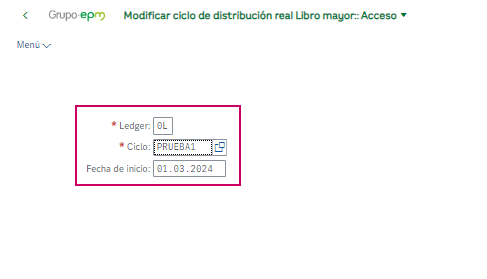 Grupo·epm Modificar ciclo de distribución real Libro mayor:: Acceso
Menú
* Ledger: 0L
* Ciclo: PRUEBA1
Fecha de inicio: 01.03.2024